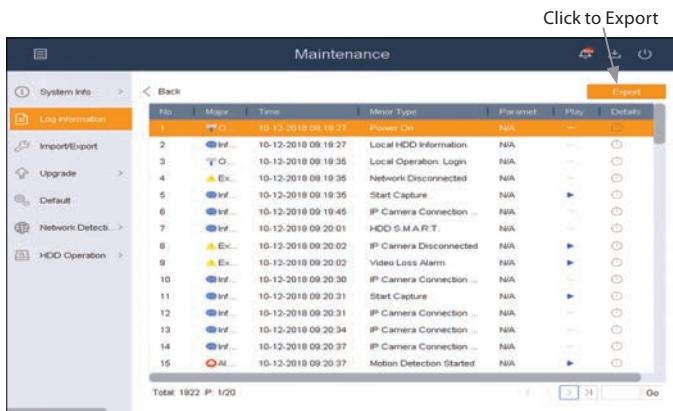 Click to Export
Maintenance
System Info >
< Back
Export
Log Information
No. Major... Time Minor Type Paramet... Play Details
1 O... 10-12-2018 09:19:27 Power On N/A —
Import/Export
2 Inf... 10-12-2018 09:19:27 Local HDD Information N/A —
3 O... 10-12-2018 09:19:35 Local Operation: Login N/A —
Upgrade >
4 Ex... 10-12-2018 09:19:35 Network Disconnected N/A —
Default
5 Inf... 10-12-2018 09:19:35 Start Capture N/A
6 Inf... 10-12-2018 09:19:45 IP Camera Connection ... N/A —
Network Detecti... >
7 Inf... 10-12-2018 09:20:01 HDD S.M.A.R.T. N/A —
8 Ex... 10-12-2018 09:20:02 IP Camera Disconnected N/A
HDD Operation >
9 Ex... 10-12-2018 09:20:02 Video Loss Alarm N/A
10 Inf... 10-12-2018 09:20:30 IP Camera Connection ... N/A —
11 Inf... 10-12-2018 09:20:31 Start Capture N/A
12 Inf... 10-12-2018 09:20:31 IP Camera Connection ... N/A —
13 Inf... 10-12-2018 09:20:34 IP Camera Connection ... N/A —
14 Inf... 10-12-2018 09:20:37 IP Camera Connection ... N/A —
15 Al... 10-12-2018 09:20:37 Motion Detection Started N/A
Total: 1922 P: 1/20
Go